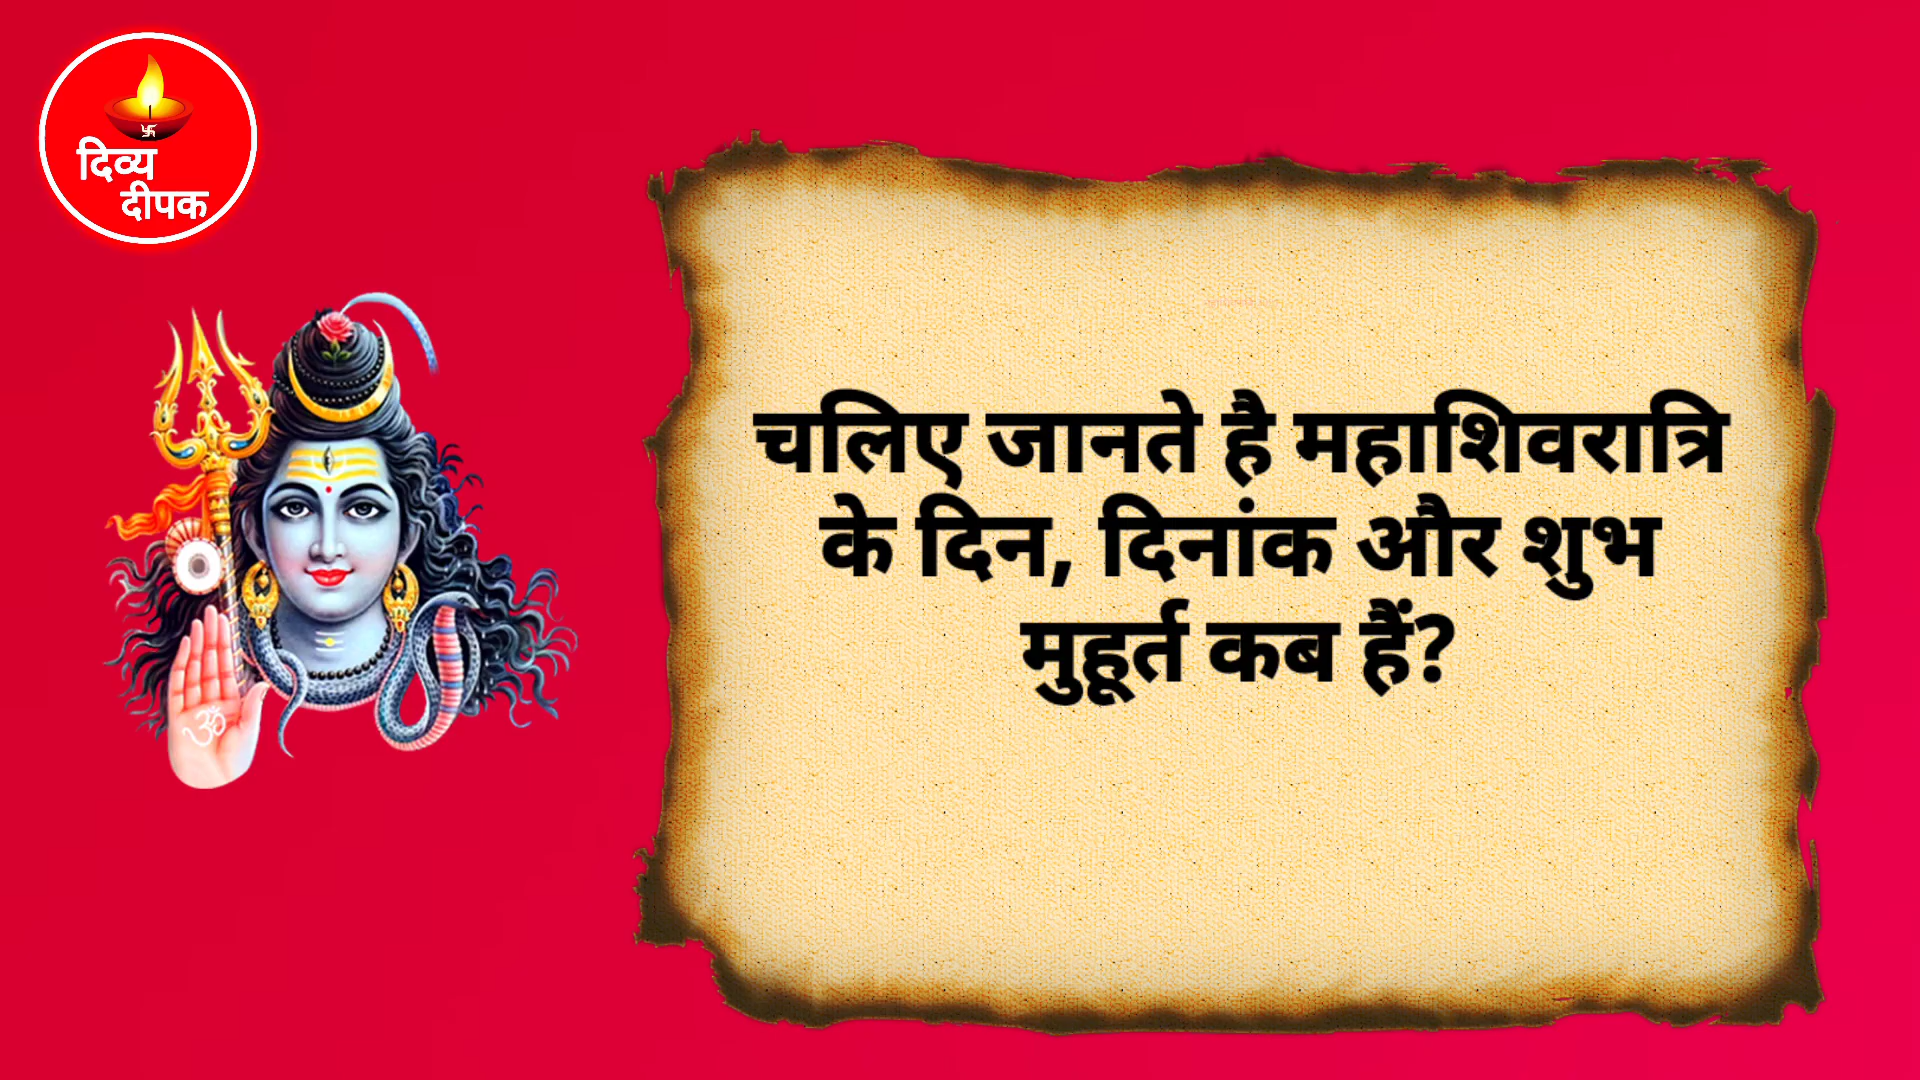 दिव्य
दीपक
चलिए जानते है महाशिवरात्रि
के दिन, दिनांक और शुभ
मुहूर्त कब हैं?
ॐ